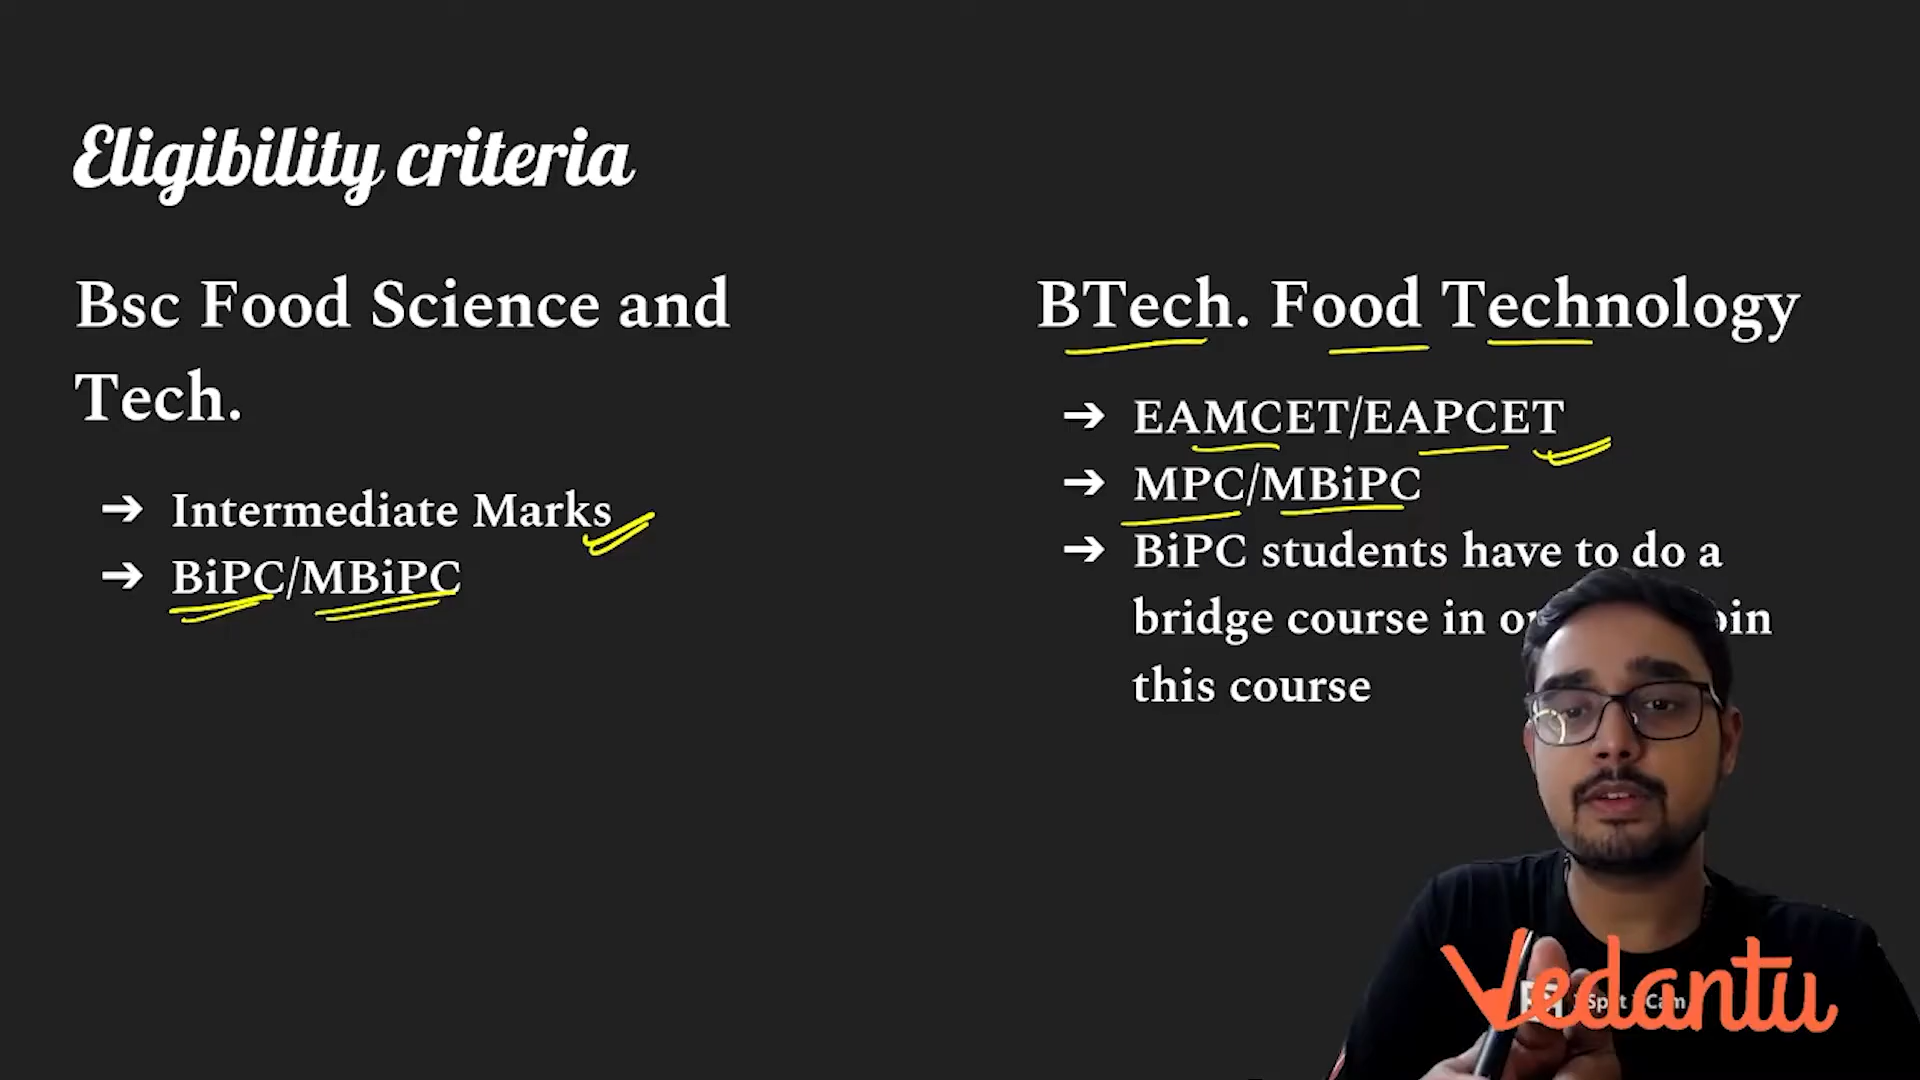 Eligibility criteria
Bsc Food Science and
Tech.
➔ Intermediate Marks
➔ BiPC/MBiPC
BTech. Food Technology
➔ EAMCET/EAPCET
➔ MPC/MBiPC
➔ BiPC students have to do a
bridge course in
this course
Vedantu